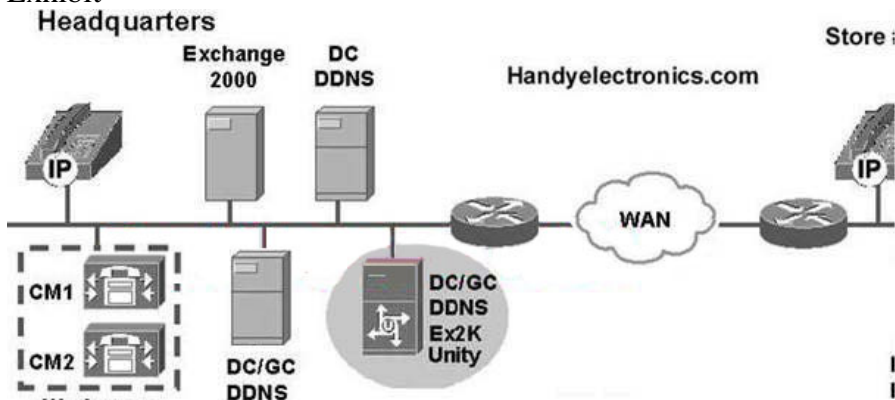 Headquarters
Exchange
2000
DC
DDNS
Handyelectronics.com
Store
IP
IP
WAN
CM1
CM2
DC/GC
DDNS
DC/GC
DDNS
Ex2K
Unity
U